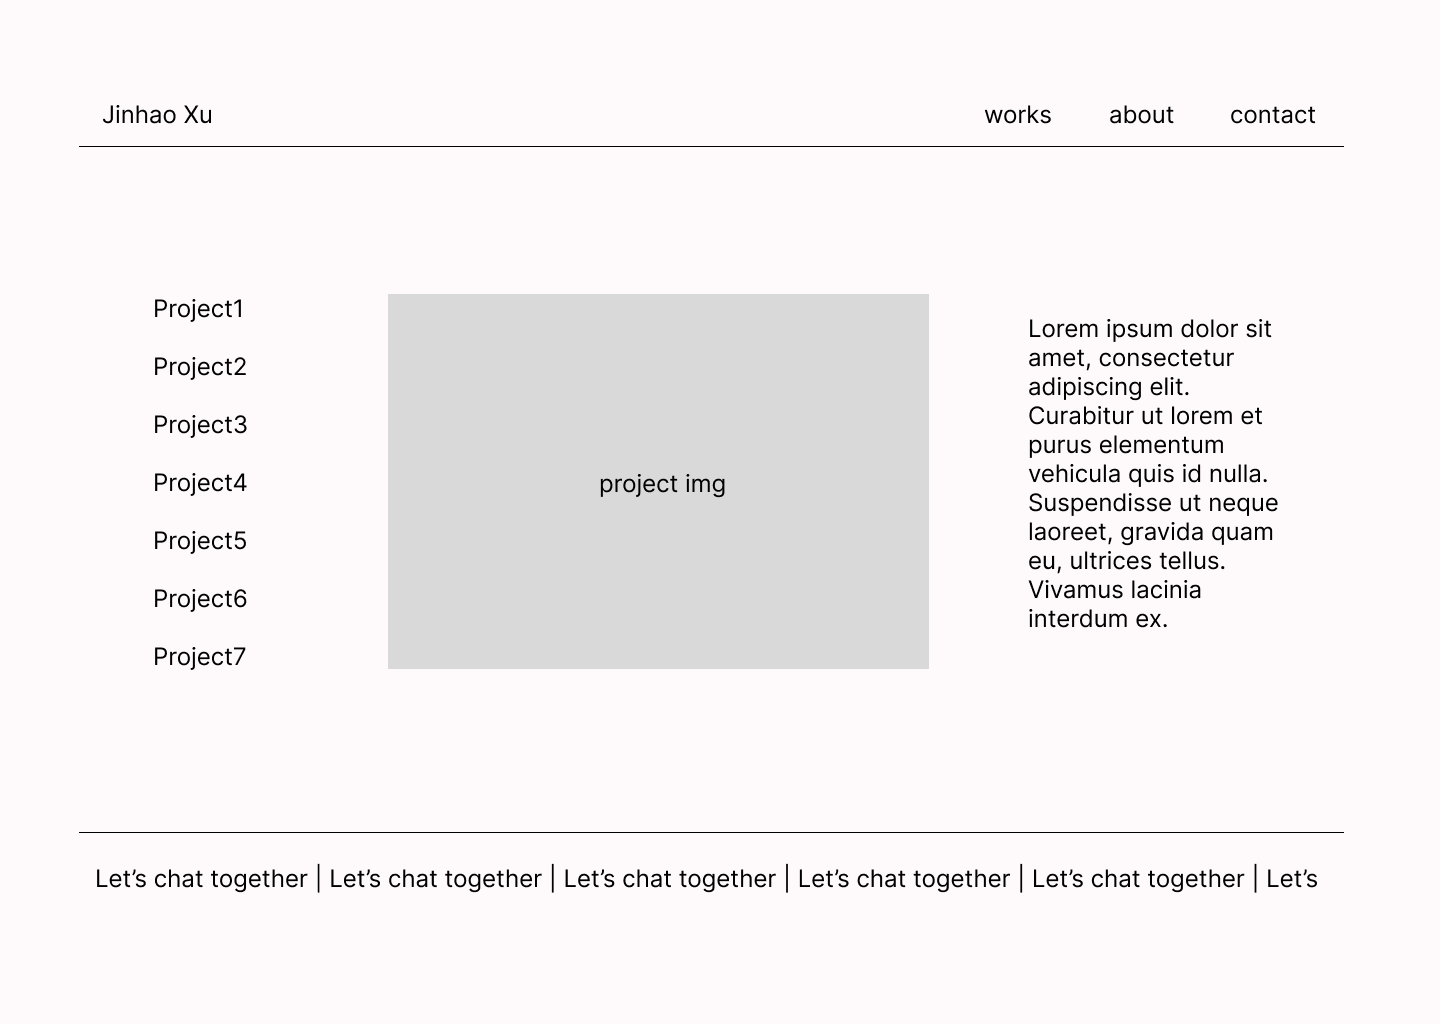 Jinhao Xu
works
about
contact
Project1
Project2
Project3
Project4
Project5
Project6
Project7
project img
Lorem ipsum dolor sit
amet, consectetur
adipiscing elit.
Curabitur ut lorem et
purus elementum
vehicula quis id nulla.
Suspendisse ut neque
laoreet, gravida quam
eu, ultrices tellus.
Vivamus lacinia
interdum ex.
Let’s chat together | Let’s chat together | Let’s chat together | Let’s chat together | Let’s chat together | Let’s